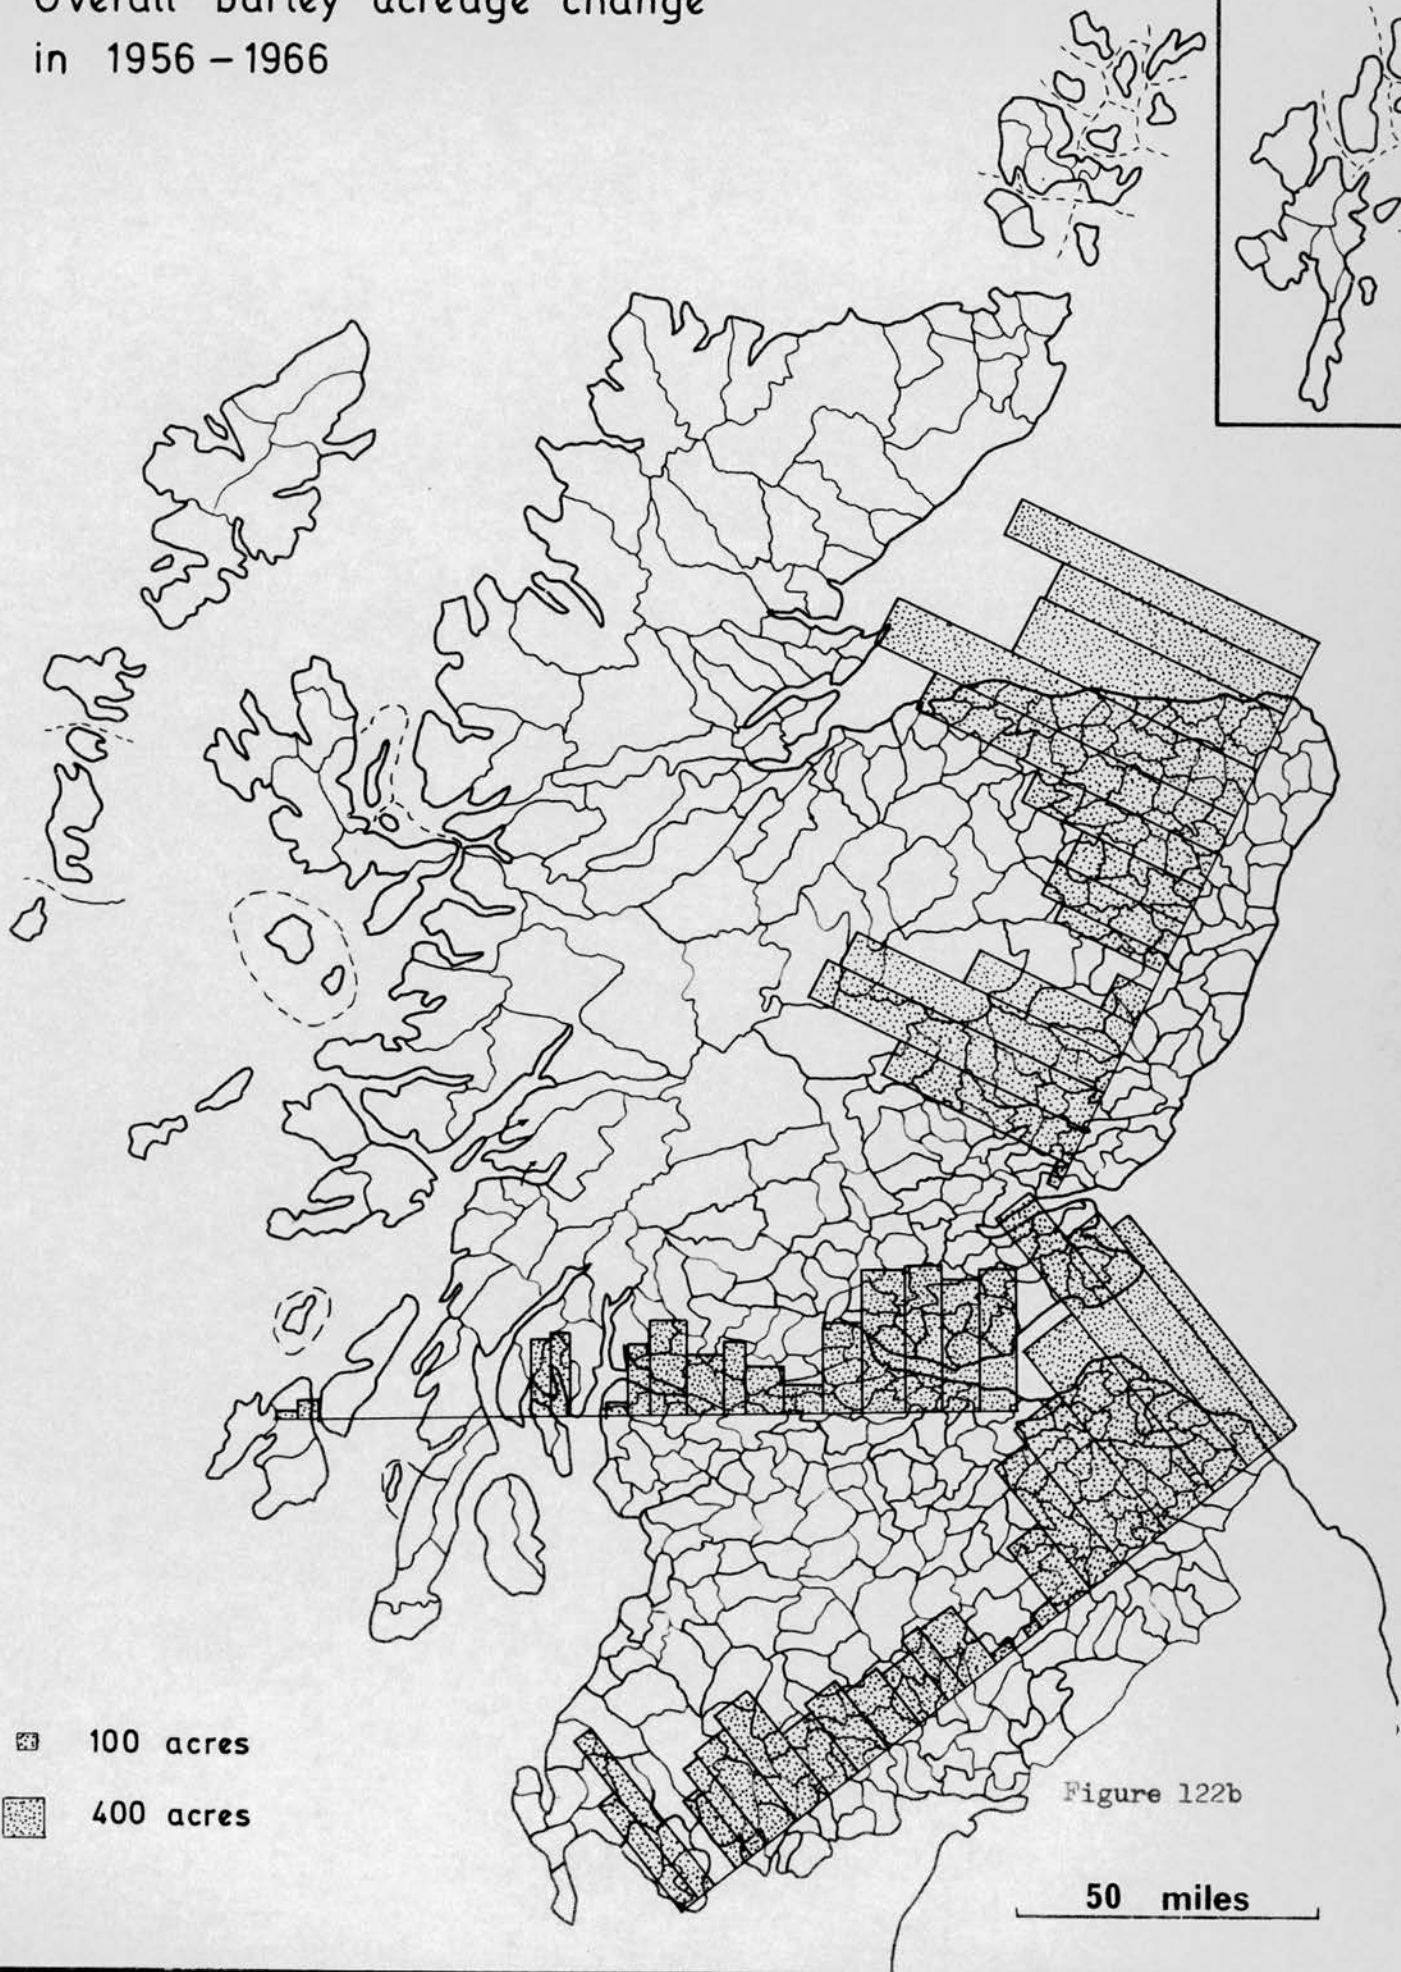 Overall barley acreage change
in 1956 – 1966
100 acres
400 acres
Figure 122b
50 miles